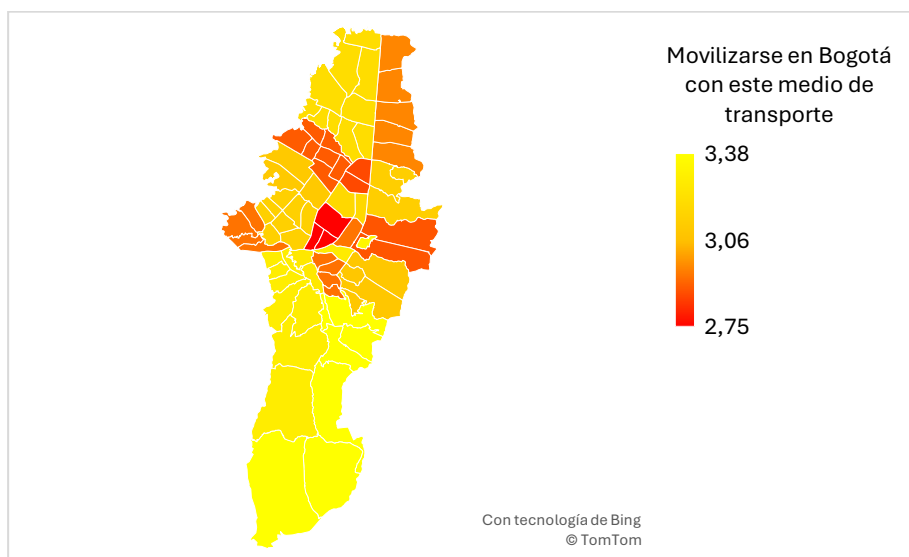 Movilizarse en Bogotá
con este medio de
transporte
3,38
3,06
2,75
Con tecnología de Bing
© TomTom